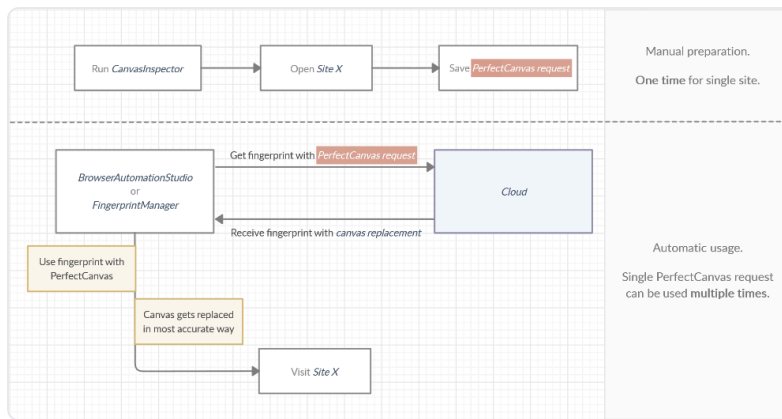 Run CanvasInspector
Open Site X
Save PerfectCanvas request
Manual preparation.
One time for single site.
Get fingerprint with PerfectCanvas request
BrowserAutomationStudio
or
FingerprintManager
Cloud
Receive fingerprint with canvas replacement
Use fingerprint with
PerfectCanvas
Canvas gets replaced
in most accurate way
Visit Site X
Automatic usage.
Single PerfectCanvas request
can be used multiple times.